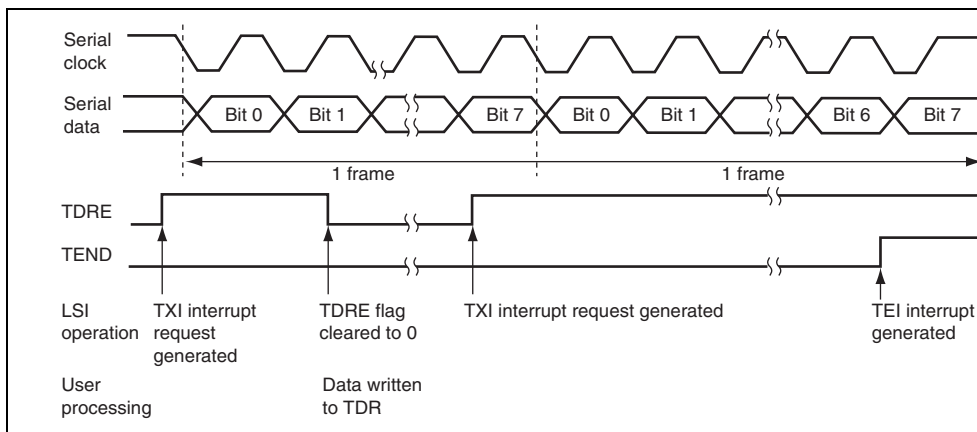 Serial
clock
Serial
data
Bit 0 Bit 1 Bit 7 Bit 0 Bit 1 Bit 6 Bit 7
1 frame 1 frame
TDRE
TEND
LSI
operation
TXI interrupt
request
generated
TDRE flag
cleared to 0
TXI interrupt request generated
TEI interrupt
generated
User
processing
Data written
to TDR